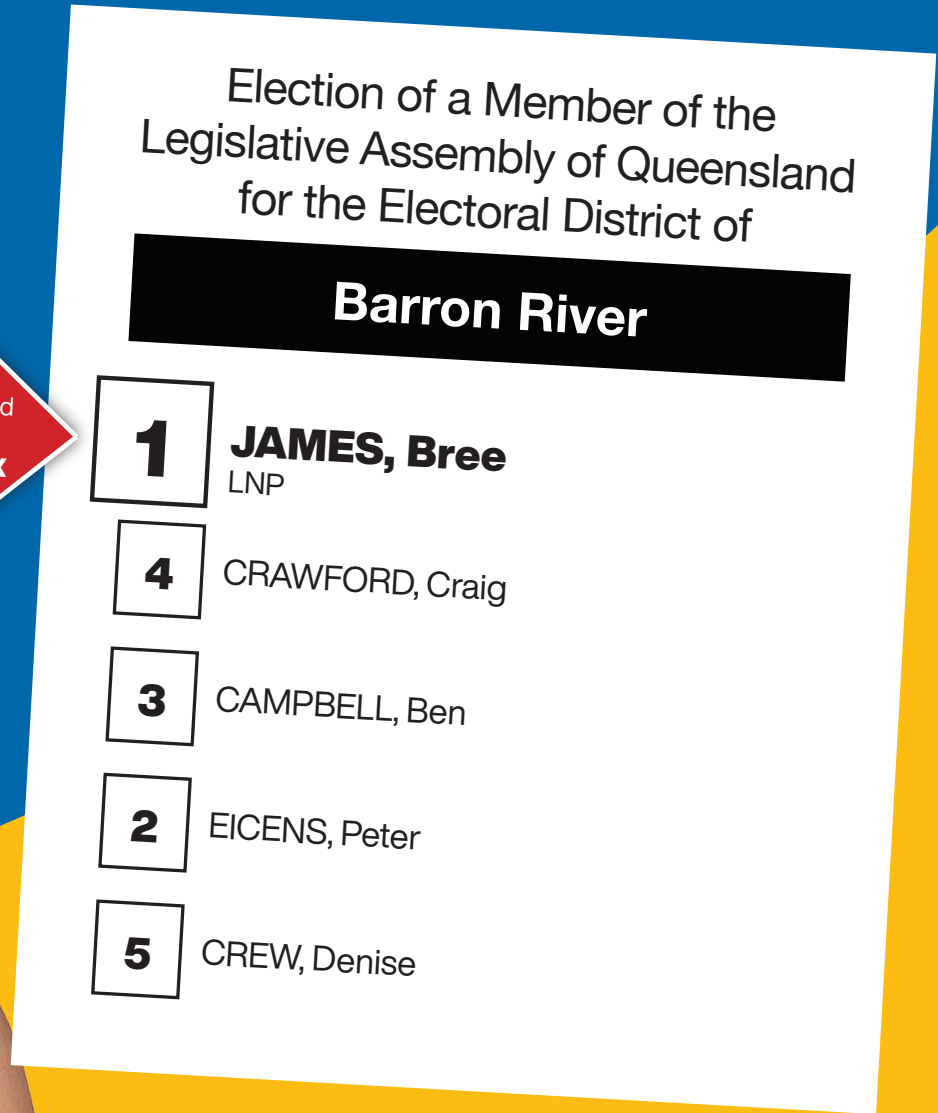 Election of a Member of the
Legislative Assembly of Queensland
for the Electoral District of
Barron River
1 JAMES, Bree
LNP
4 CRAWFORD, Craig
3 CAMPBELL, Ben
2 EICENS, Peter
5 CREW, Denise